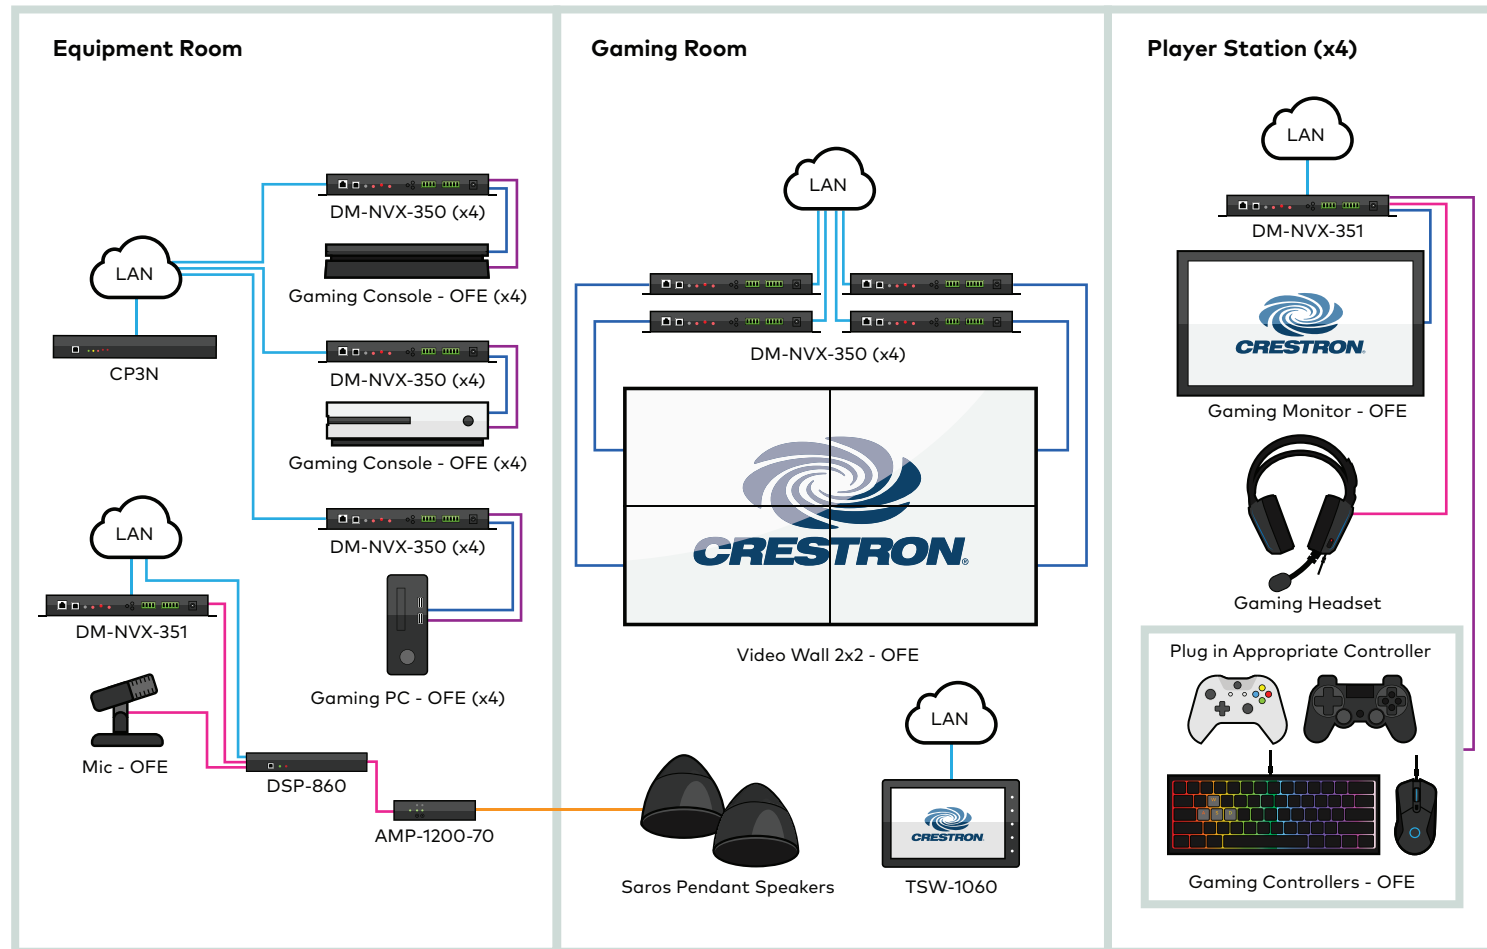 Equipment Room
LAN
CP3N
DM-NVX-350 (x4)
Gaming Console - OFE (x4)
DM-NVX-350 (x4)
Gaming Console - OFE (x4)
DM-NVX-350 (x4)
Gaming PC - OFE (x4)
LAN
DM-NVX-351
Mic - OFE
DSP-860
AMP-1200-70
Gaming Room
LAN
DM-NVX-350 (x4)
CRESTRON®
Video Wall 2x2 - OFE
Saros Pendant Speakers
LAN
CRESTRON
TSW-1060
Player Station (x4)
LAN
DM-NVX-351
CRESTRON
Gaming Monitor - OFE
Gaming Headset
Plug in Appropriate Controller
Gaming Controllers - OFE